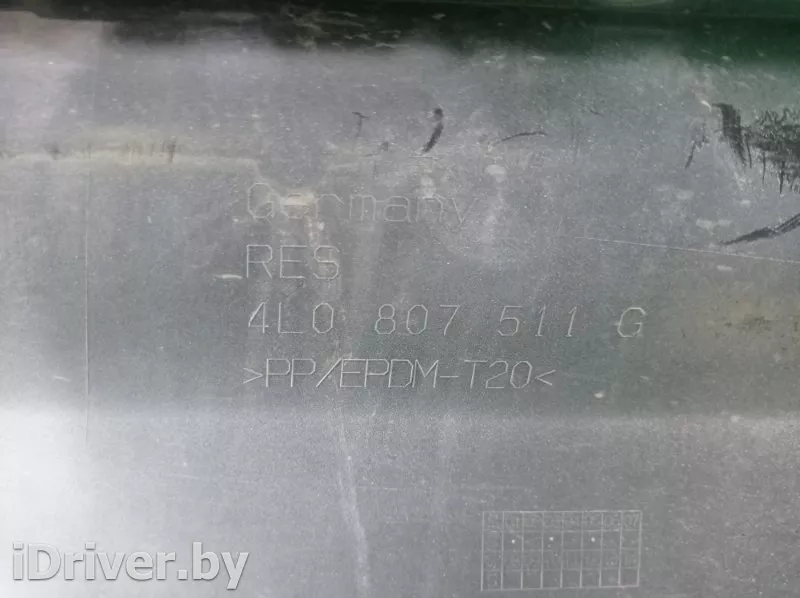 Germany
RES
4L0 807 511 G
>PP/EPDM-T20<
iDriver.by